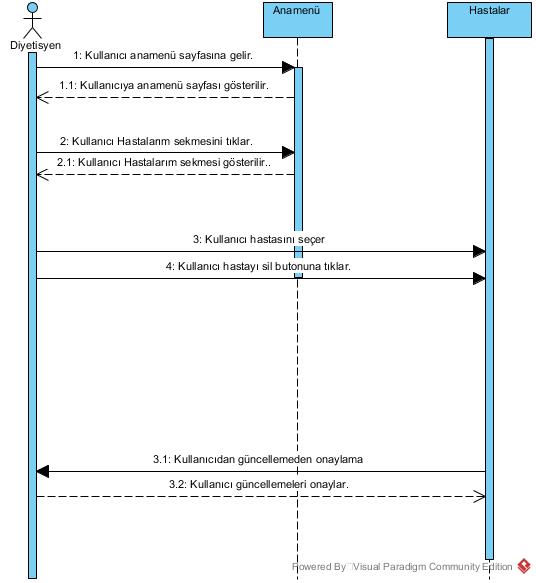 Anamenü
Hastalar
Diyetisyen
1: Kullanıcı anamenü sayfasına gelir.
1.1: Kullanıcıya anamenü sayfası gösterilir.
2: Kullanıcı Hastalarım sekmesini tıklar.
2.1: Kullanıcı Hastalarım sekmesi gösterilir..
3: Kullanıcı hastasını seçer
4: Kullanıcı hastayı sil butonuna tıklar.
3.1: Kullanıcıdan güncellemeden onaylama
3.2: Kullanıcı güncellemeleri onaylar.
Powered By Visual Paradigm Community Edition